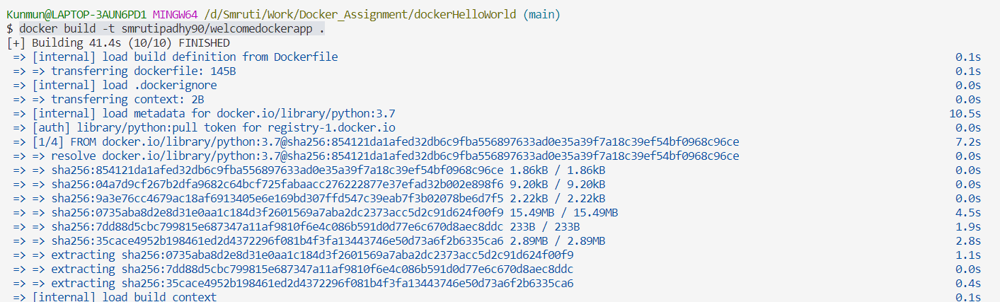 Kunmun@LAPTOP-3AUN6PD1 MINGW64 /d/Smruti/Work/Docker_Assignment/dockerHelloWorld (main)
$ docker build -t smrutipadhy90/welcomedockerapp .
[+] Building 41.4s (10/10) FINISHED
=> [internal] load build definition from Dockerfile 0.1s
=> => transferring dockerfile: 145B 0.1s
=> [internal] load .dockerignore 0.0s
=> => transferring context: 2B 0.0s
=> [internal] load metadata for docker.io/library/python:3.7 10.5s
=> [auth] library/python:pull token for registry-1.docker.io 0.0s
=> [1/4] FROM docker.io/library/python:3.7@sha256:854121da1afed32db6c9fba556897633ad0e35a39f7a18c39ef54bf0968c96ce 7.2s
=> => resolve docker.io/library/python:3.7@sha256:854121da1afed32db6c9fba556897633ad0e35a39f7a18c39ef54bf0968c96ce 0.0s
=> => sha256:854121da1afed32db6c9fba556897633ad0e35a39f7a18c39ef54bf0968c96ce 1.86kB / 1.86kB 0.0s
=> => sha256:04a7d9cf267b2dfa9682c64bcf725fabaacc276222877e37efad32b002e898f6 9.20kB / 9.20kB 0.0s
=> => sha256:9a3e76cc4679ac18af6913405e6e169bd307ffd547c39eab7f3b02078be6d7f5 2.22kB / 2.22kB 0.0s
=> => sha256:0735aba8d2e8d31e0aa1c184d3f2601569a7aba2dc2373acc5d2c91d624f00f9 15.49MB / 15.49MB 4.5s
=> => sha256:7dd88d5cbc799815e687347a11af9810f6e4c086b591d0d77e6c670d8aec8ddc 233B / 233B 1.9s
=> => sha256:35cace4952b198461ed2d4372296f081b4f3fa13443746e50d73a6f2b6335ca6 2.89MB / 2.89MB 2.8s
=> => extracting sha256:0735aba8d2e8d31e0aa1c184d3f2601569a7aba2dc2373acc5d2c91d624f00f9 1.1s
=> => extracting sha256:7dd88d5cbc799815e687347a11af9810f6e4c086b591d0d77e6c670d8aec8ddc 0.0s
=> => extracting sha256:35cace4952b198461ed2d4372296f081b4f3fa13443746e50d73a6f2b6335ca6 0.4s
=> [internal] load build context 0.1s